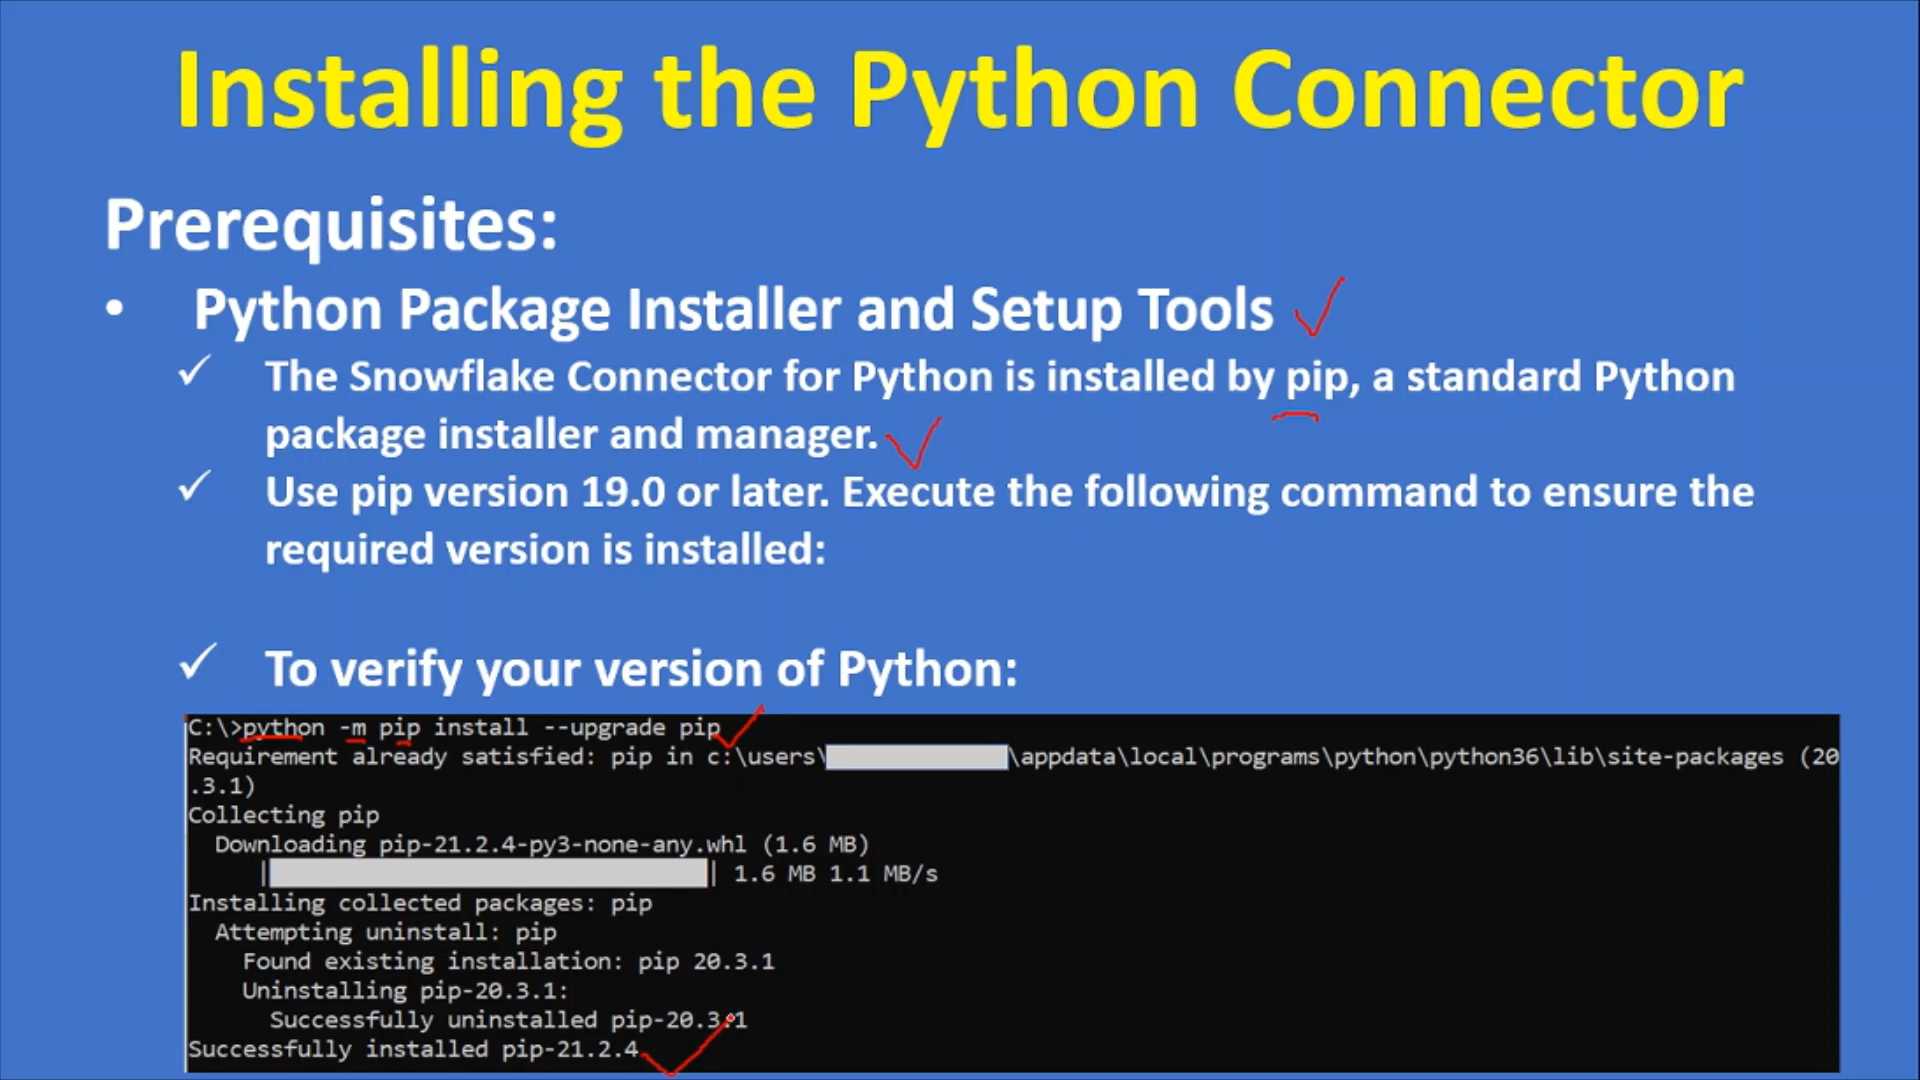 Installing the Python Connector
Prerequisites:
• Python Package Installer and Setup Tools
✓ The Snowflake Connector for Python is installed by pip, a standard Python
package installer and manager.
✓ Use pip version 19.0 or later. Execute the following command to ensure the
required version is installed:
✓ To verify your version of Python:
C:\>python -m pip install --upgrade pip
Requirement already satisfied: pip in c:\users\ \appdata\local\programs\python\python36\lib\site-packages (20
.3.1)
Collecting pip
Downloading pip-21.2.4-py3-none-any.whl (1.6 MB)
| | 1.6 MB 1.1 MB/s
Installing collected packages: pip
Attempting uninstall: pip
Found existing installation: pip 20.3.1
Uninstalling pip-20.3.1:
Successfully uninstalled pip-20.3.1
Successfully installed pip-21.2.4